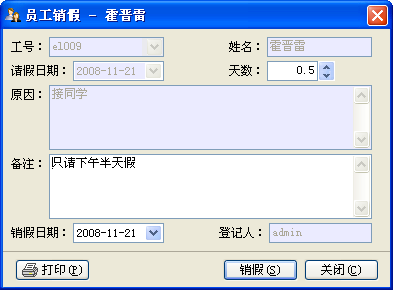 员工销假 - 霍晋雷
工号： el009 姓名： 霍晋雷
请假日期： 2008-11-21 天数： 0.5
原因： 接同学
备注： 只请下午半天假
销假日期： 2008-11-21 登记人： admin
打印(P) 销假(S) 关闭(C)